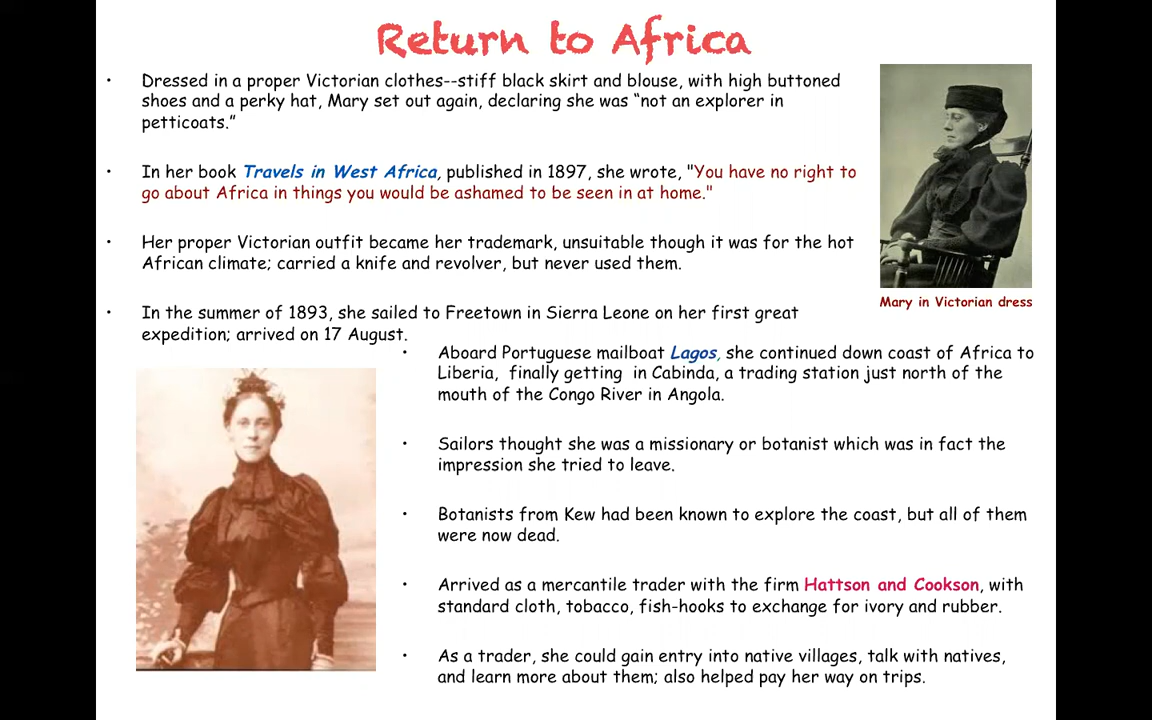 Return to Africa
• Dressed in a proper Victorian clothes--stiff black skirt and blouse, with high buttoned
shoes and a perky hat, Mary set out again, declaring she was “not an explorer in
petticoats.”
• In her book Travels in West Africa, published in 1897, she wrote, "You have no right to
go about Africa in things you would be ashamed to be seen in at home."
• Her proper Victorian outfit became her trademark, unsuitable though it was for the hot
African climate; carried a knife and revolver, but never used them.
Mary in Victorian dress
• In the summer of 1893, she sailed to Freetown in Sierra Leone on her first great
expedition; arrived on 17 August.
• Aboard Portuguese mailboat Lagos, she continued down coast of Africa to
Liberia, finally getting in Cabinda, a trading station just north of the
mouth of the Congo River in Angola.
• Sailors thought she was a missionary or botanist which was in fact the
impression she tried to leave.
• Botanists from Kew had been known to explore the coast, but all of them
were now dead.
• Arrived as a mercantile trader with the firm Hattson and Cookson, with
standard cloth, tobacco, fish-hooks to exchange for ivory and rubber.
• As a trader, she could gain entry into native villages, talk with natives,
and learn more about them; also helped pay her way on trips.